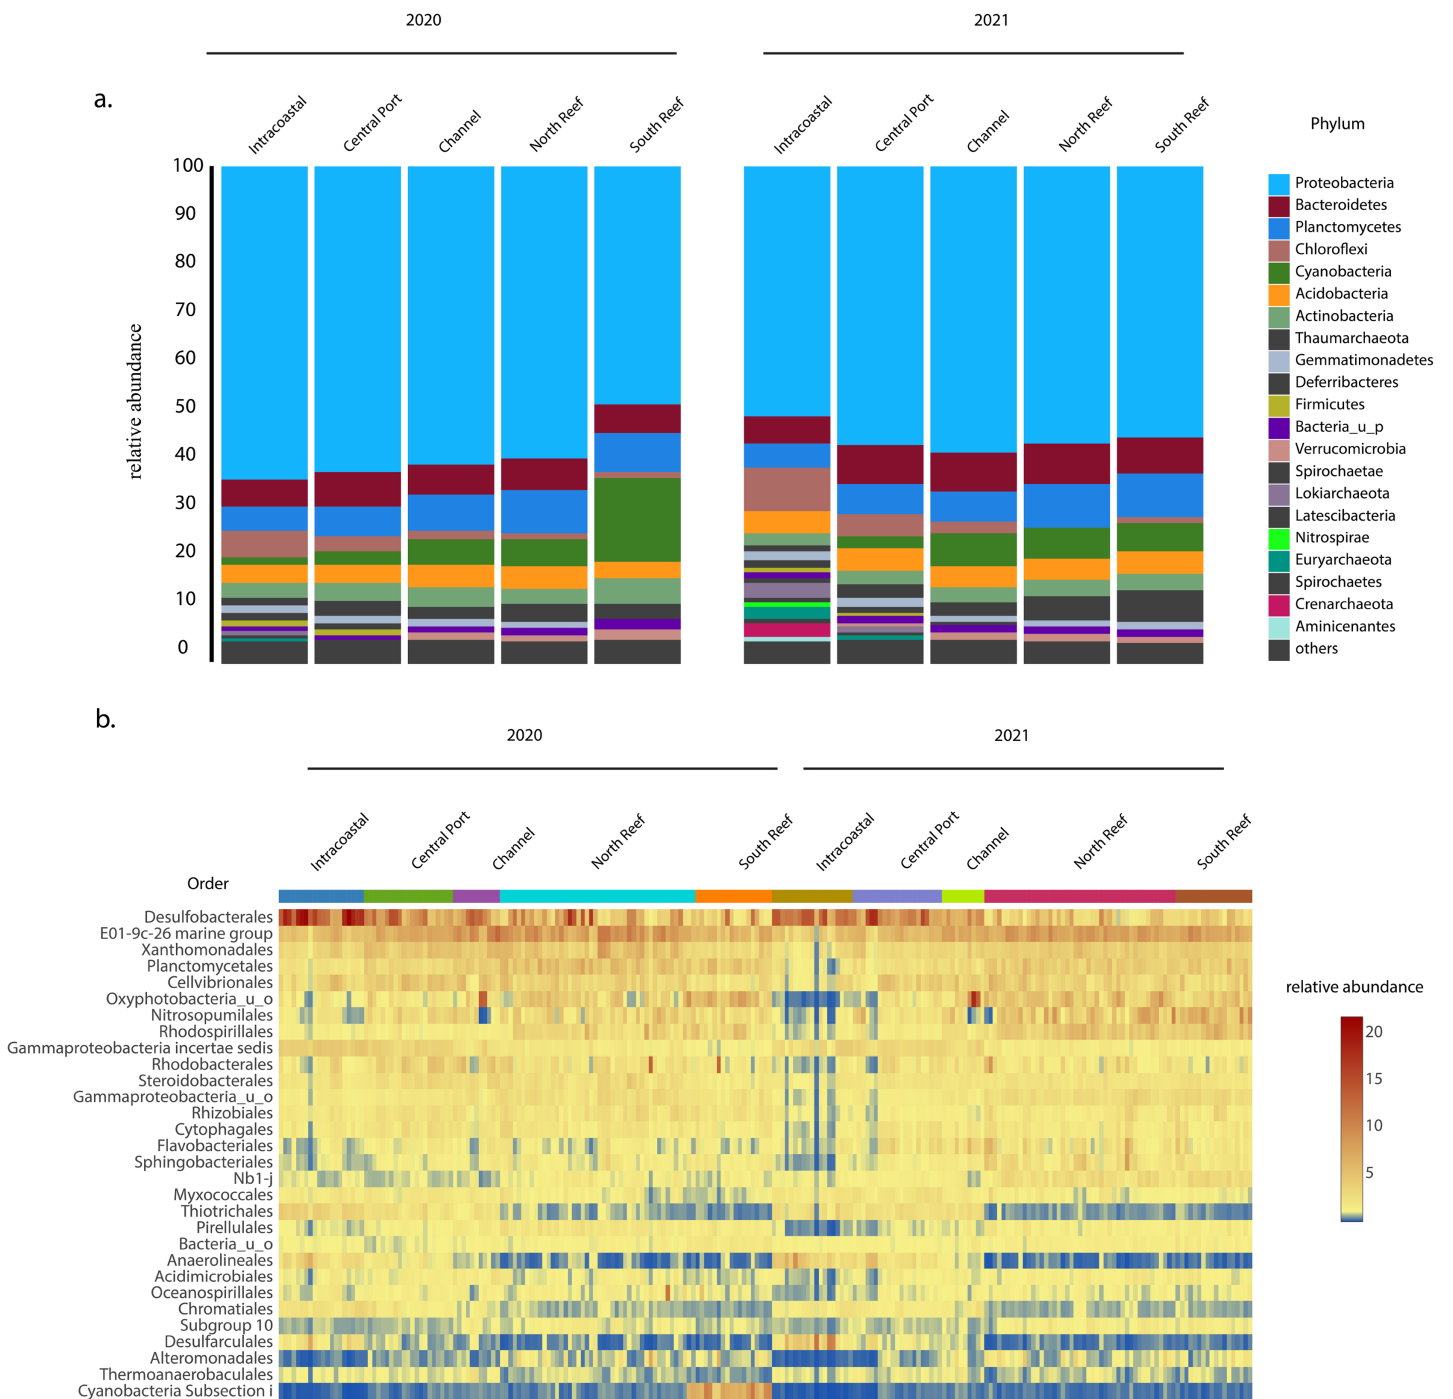 2020
2021
a.
Intracoastal
Central Port
Channel
North Reef
South Reef
Intracoastal
Central Port
Channel
North Reef
South Reef
Phylum
relative abundance
100
90
80
70
60
50
40
30
20
10
0
Proteobacteria
Bacteroidetes
Planctomycetes
Chloroflexi
Cyanobacteria
Acidobacteria
Actinobacteria
Thaumarchaeota
Gemmatimonadetes
Deferribacteres
Firmicutes
Bacteria_u_p
Verrucomicrobia
Spirochaetae
Lokiarchaeota
Latescibacteria
Nitrospirae
Euryarchaeota
Spirochaetes
Crenarchaeota
Aminicenantes
others
b.
2020
2021
Intracoastal
Central Port
Channel
North Reef
South Reef
Intracoastal
Central Port
Channel
North Reef
South Reef
Order
Desulfobacterales
E01-9c-26 marine group
Xanthomonadales
Planctomycetales
Cellvibrionales
Oxyphotobacteria_u_o
Nitrosopumilales
Rhodospirillales
Gammaproteobacteria incertae sedis
Rhodobacterales
Steroidobacterales
Gammaproteobacteria_u_o
Rhizobiales
Cytophagales
Flavobacteriales
Sphingobacteriales
Nb1-j
Myxococcales
Thiotrichales
Pirellulales
Bacteria_u_o
Anaerolineales
Acidimicrobiales
Oceanospirillales
Chromatiales
Subgroup 10
Desulfarculales
Alteromonadales
Thermoanaerobaculales
Cyanobacteria Subsection i
relative abundance
20
15
10
5